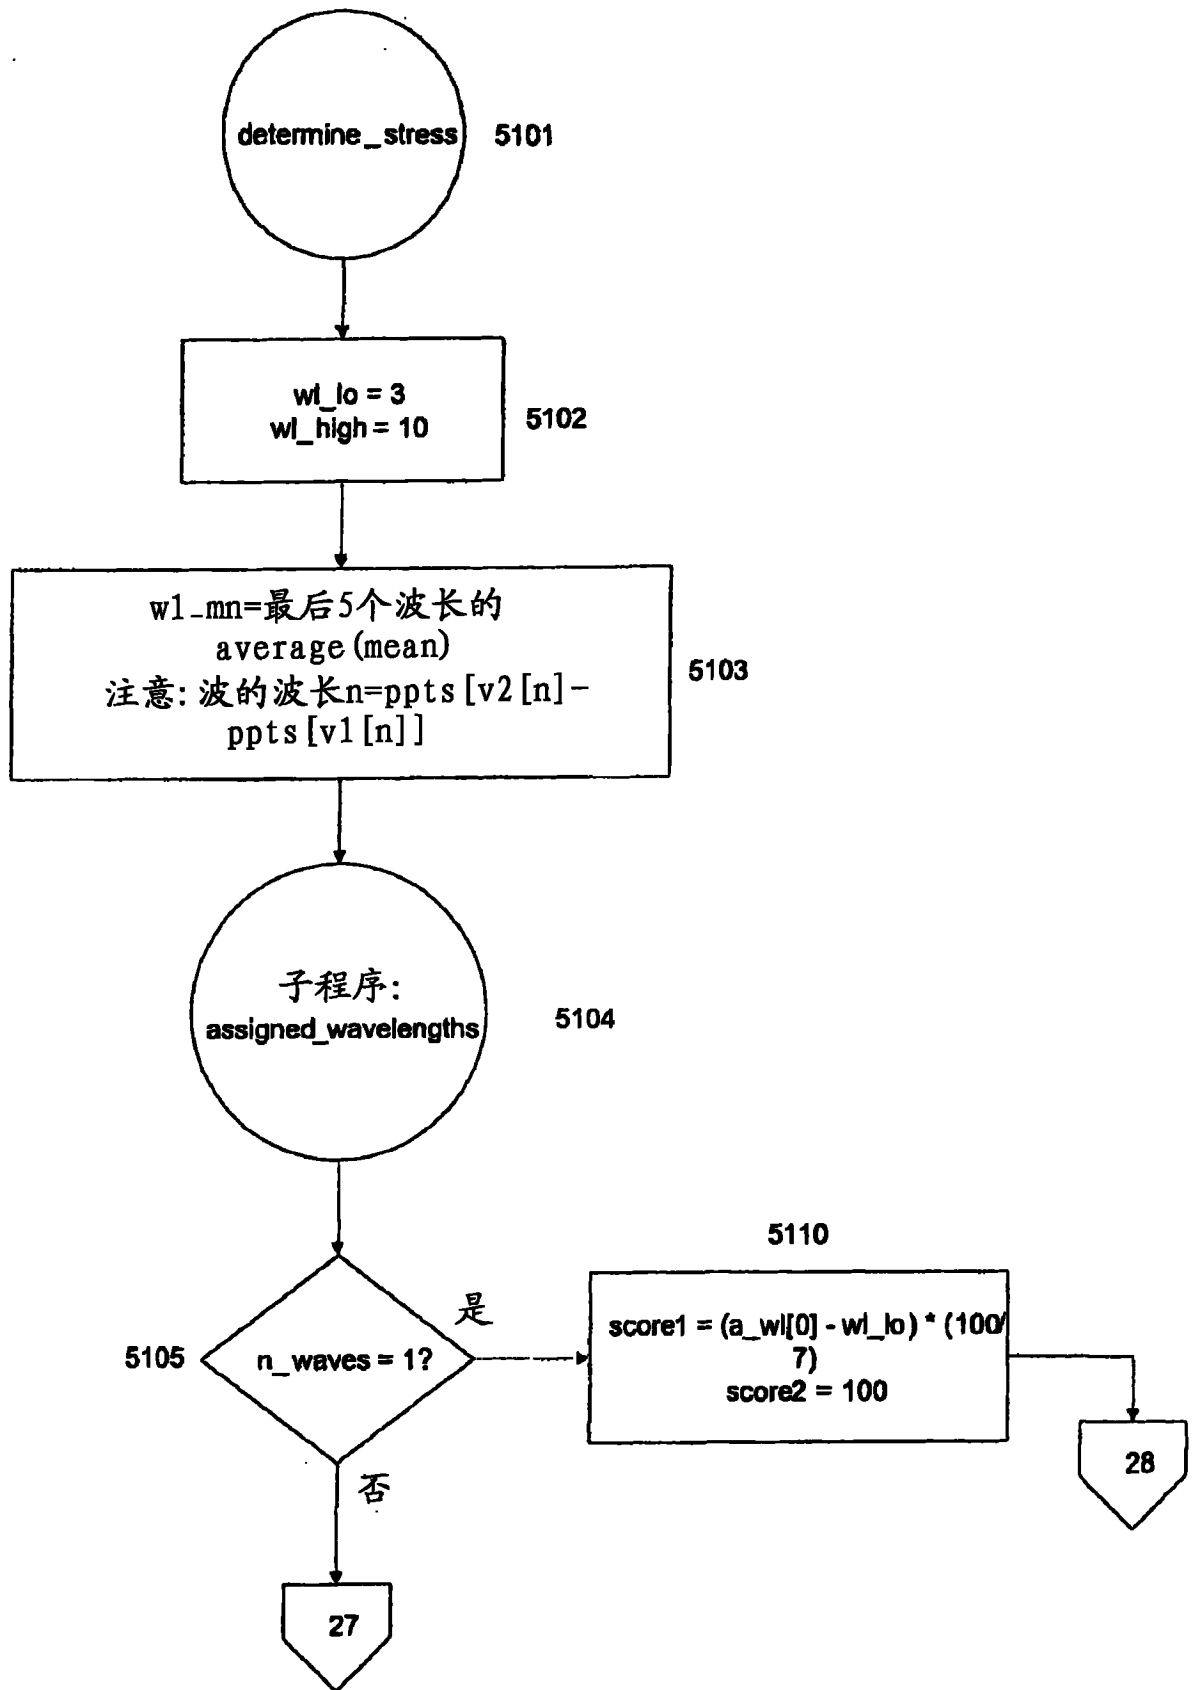 determine_stress
5101
wl_lo = 3
wl_high = 10
5102
wl_mn=最后5个波长的
average(mean)
注意:波的波长n=ppts[v2[n]-
ppts[v1[n]]
5103
子程序:
assigned_wavelengths
5104
5105
n_waves = 1?
是
5110
score1 = (a_wl[0] - wl_lo) * (100/
7)
score2 = 100
28
否
27